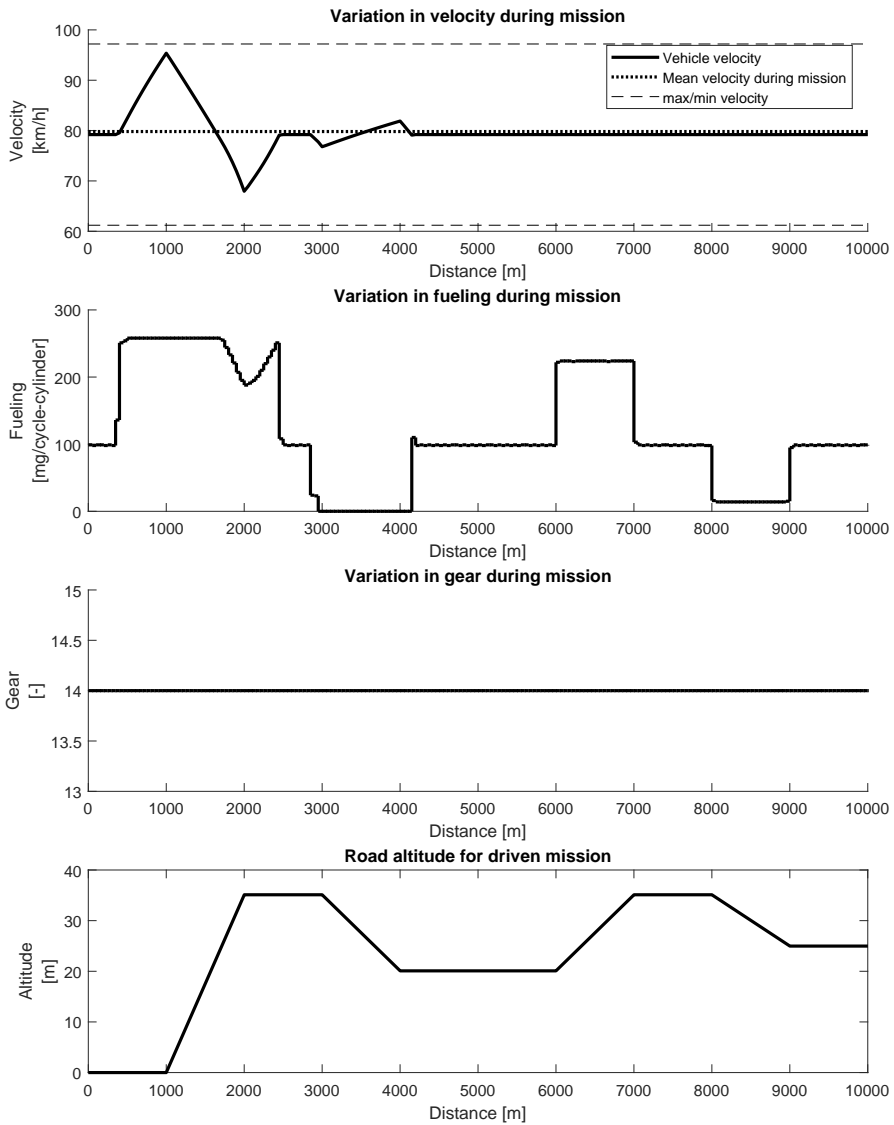 Variation in velocity during mission
100
90
80
70
60
Velocity
[km/h]
Vehicle velocity
Mean velocity during mission
max/min velocity
0 1000 2000 3000 4000 5000 6000 7000 8000 9000 10000
Distance [m]
Variation in fueling during mission
300
200
100
0
Fueling
[mg/cycle-cylinder]
0 1000 2000 3000 4000 5000 6000 7000 8000 9000 10000
Distance [m]
Variation in gear during mission
15
14.5
14
13.5
13
Gear
[-]
0 1000 2000 3000 4000 5000 6000 7000 8000 9000 10000
Distance [m]
Road altitude for driven mission
40
30
20
10
0
Altitude
[m]
0 1000 2000 3000 4000 5000 6000 7000 8000 9000 10000
Distance [m]